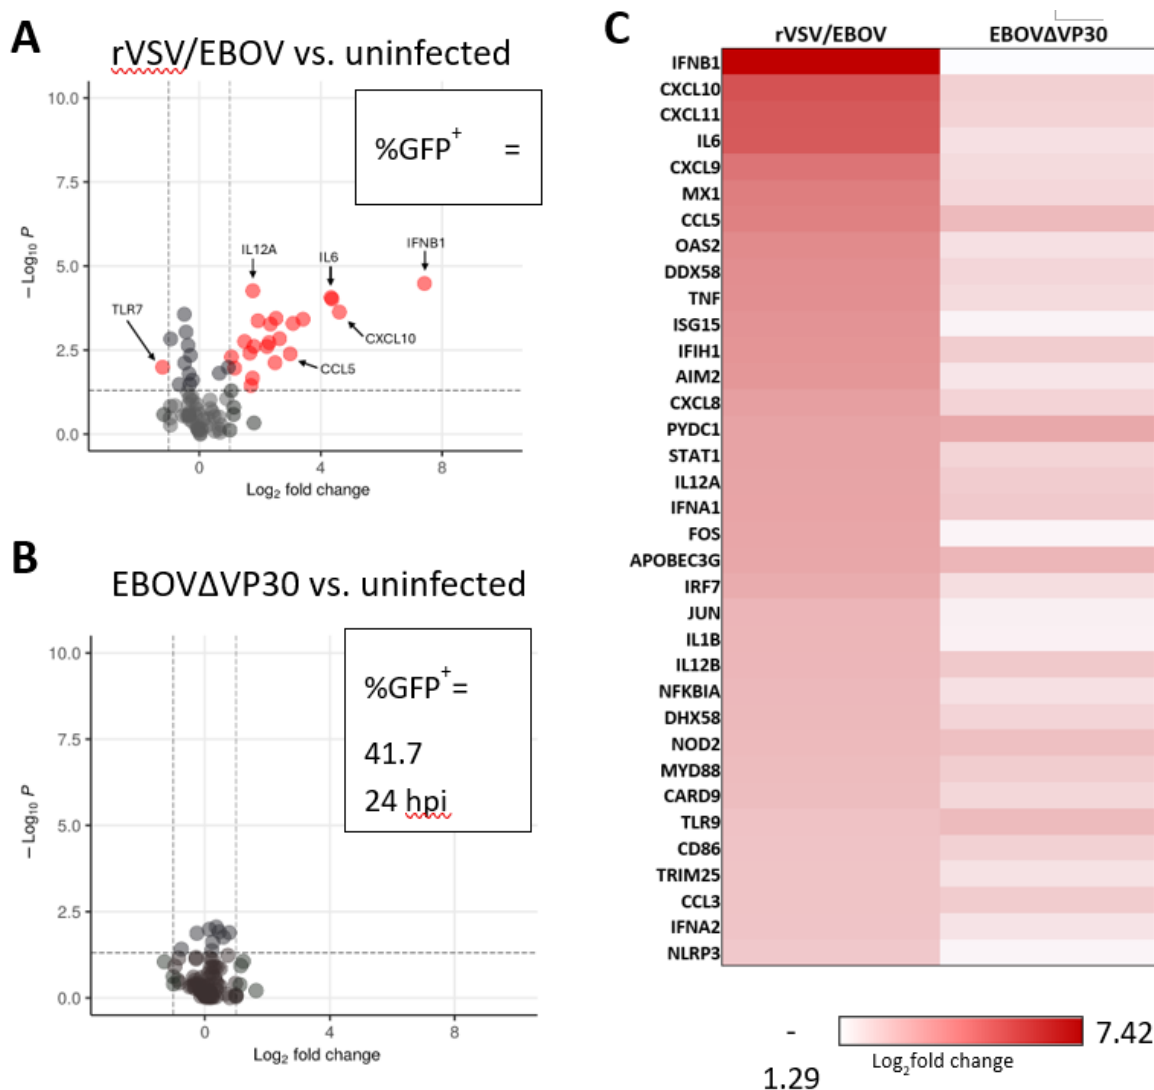 A
rVSV/EBOV vs. uninfected
10.0
7.5
5.0
2.5
0.0
− Log10 P
%GFP+ =
IL12A
IL6
IFNB1
TLR7
CXCL10
CCL5
0
4
8
Log2 fold change
B
EBOVΔVP30 vs. uninfected
10.0
7.5
5.0
2.5
0.0
− Log10 P
%GFP+=
41.7
24 hpi
0
4
8
Log2 fold change
C
rVSV/EBOV EBOVΔVP30
IFNB1
CXCL10
CXCL11
IL6
CXCL9
MX1
CCL5
OAS2
DDX58
TNF
ISG15
IFIH1
AIM2
CXCL8
PYDC1
STAT1
IL12A
IFNA1
FOS
APOBEC3G
IRF7
JUN
IL1B
IL12B
NFKBIA
DHX58
NOD2
MYD88
CARD9
TLR9
CD86
TRIM25
CCL3
IFNA2
NLRP3
-
1.29
7.42
Log2fold change